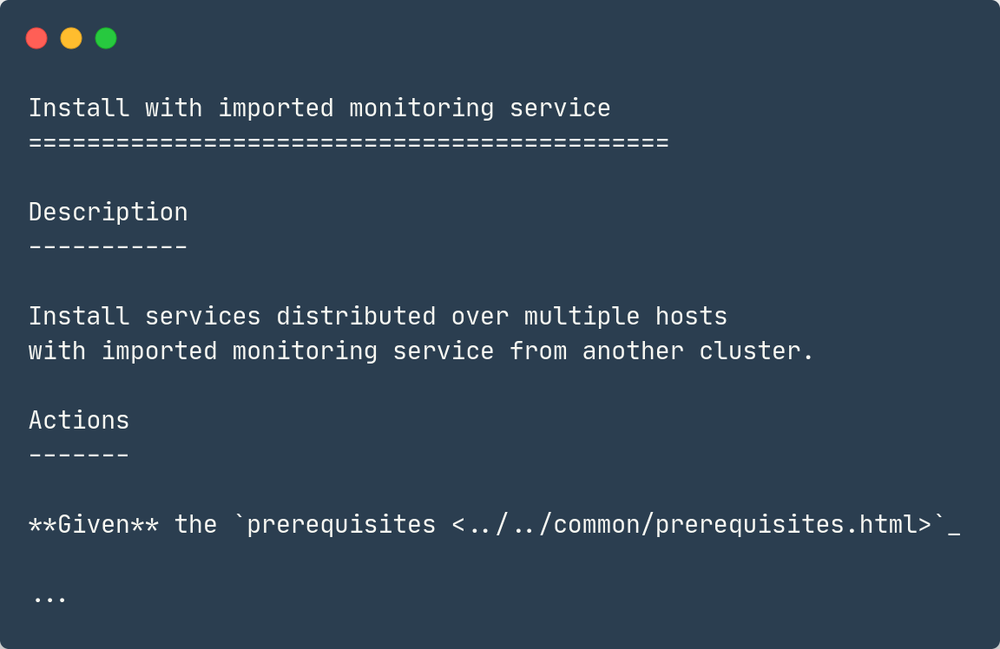 Install with imported monitoring service
============================================
Description
-----------
Install services distributed over multiple hosts
with imported monitoring service from another cluster.
Actions
-------
**Given** the `prerequisites <../../common/prerequisites.html>`_
...